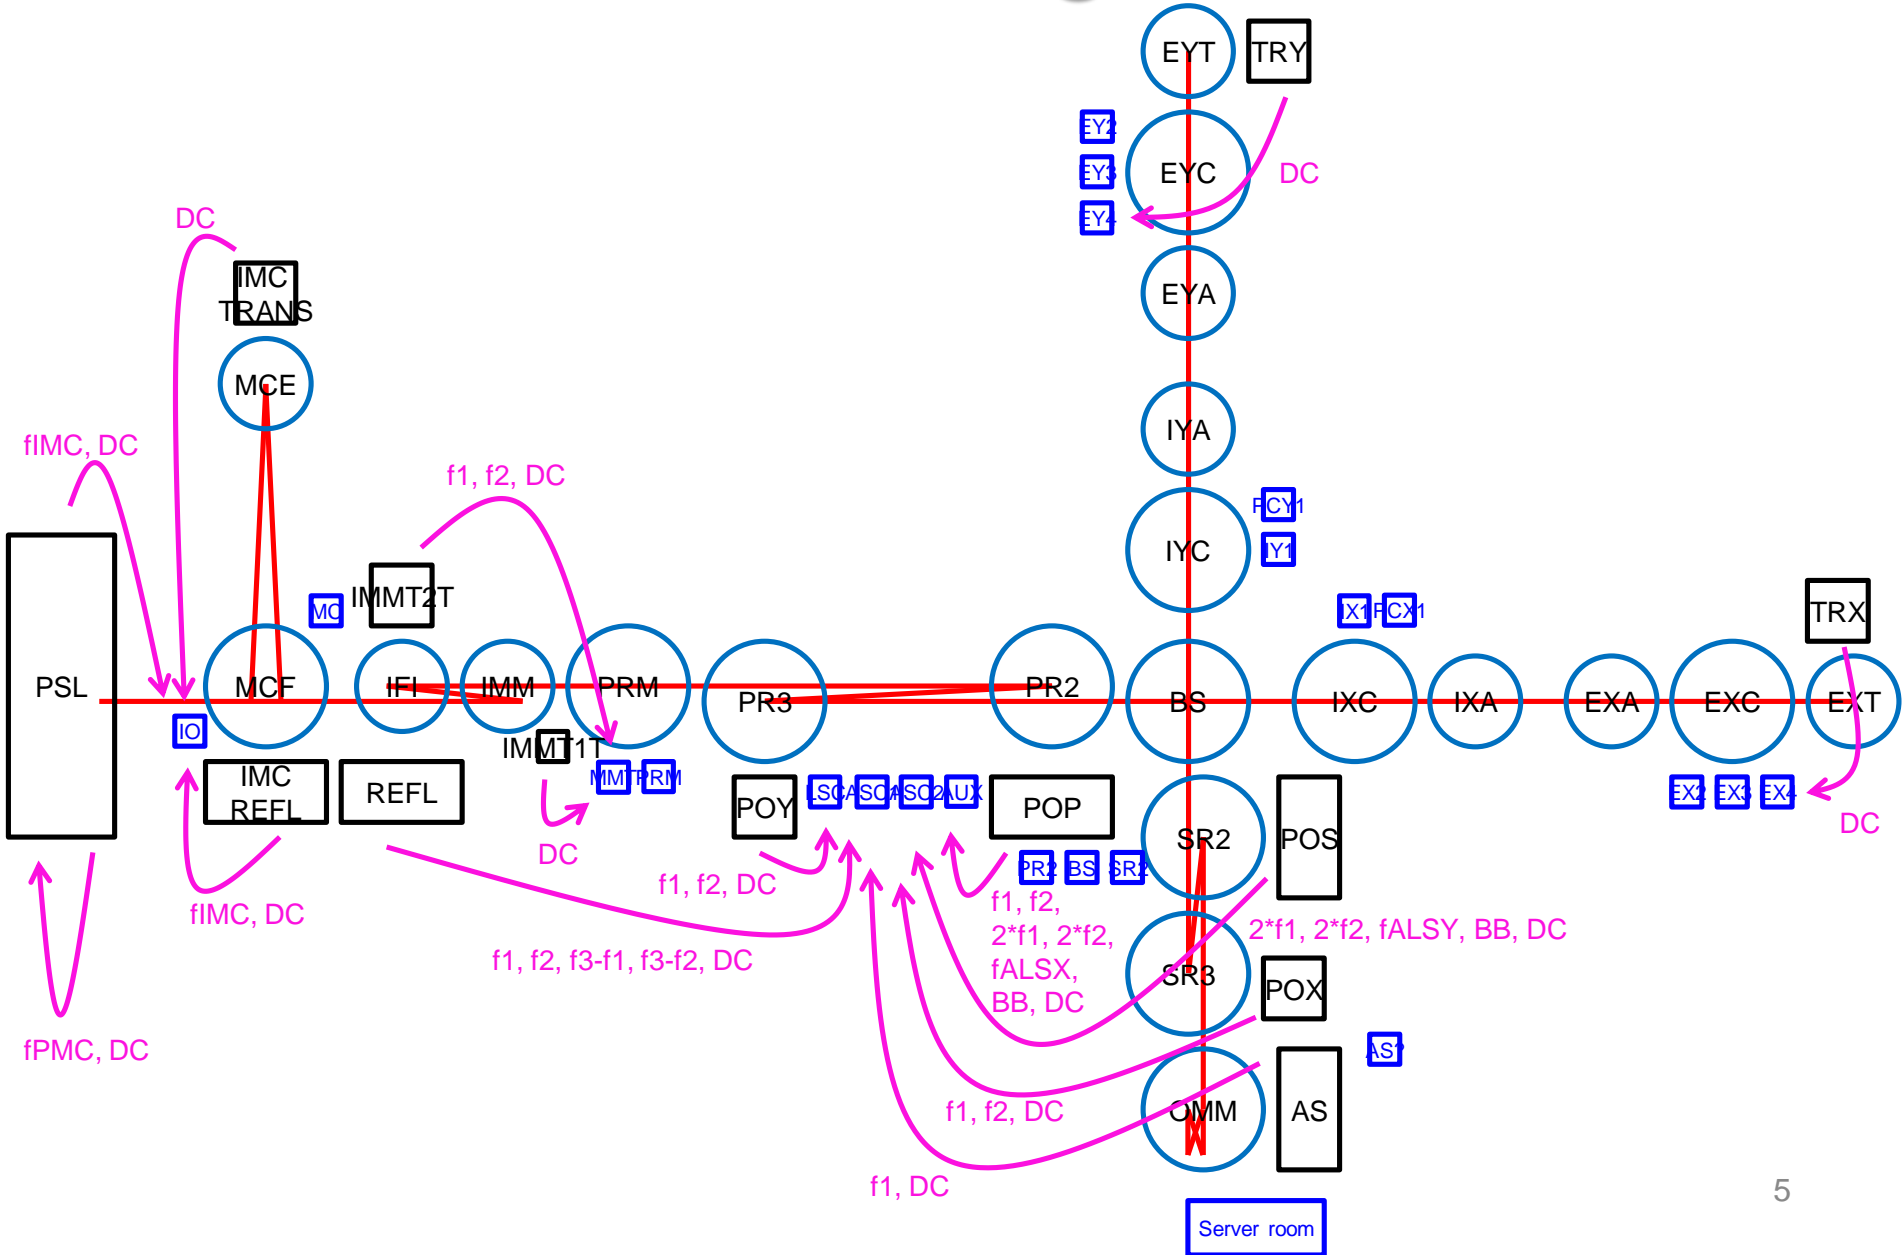 EYT
TRY
EY2
EY3
EYC
DC
EY4
DC
IMC
TRANS
EYA
MCE
IYA
fIMC, DC
f1, f2, DC
PCY1
IYC
IY1
MC
IMMT2T
IX1
PCX1
TRX
PSL
MCF
IFI
IMM
PRM
PR3
PR2
BS
IXC
IXA
EXA
EXC
EXT
IO
IMMT1T
IMC
REFL
REFL
MMT
PRM
POY
LSC
ASC1
ASC2
AUX
POP
EX2
EX3
EX4
DC
SR2
POS
DC
PR2
BS
SR2
f1, f2, DC
fIMC, DC
f1, f2,
2*f1, 2*f2,
fALSX,
BB, DC
2*f1, 2*f2, fALSY, BB, DC
f1, f2, f3-f1, f3-f2, DC
SR3
POX
fPMC, DC
AS?
f1, f2, DC
OMM
AS
f1, DC
5
Server room